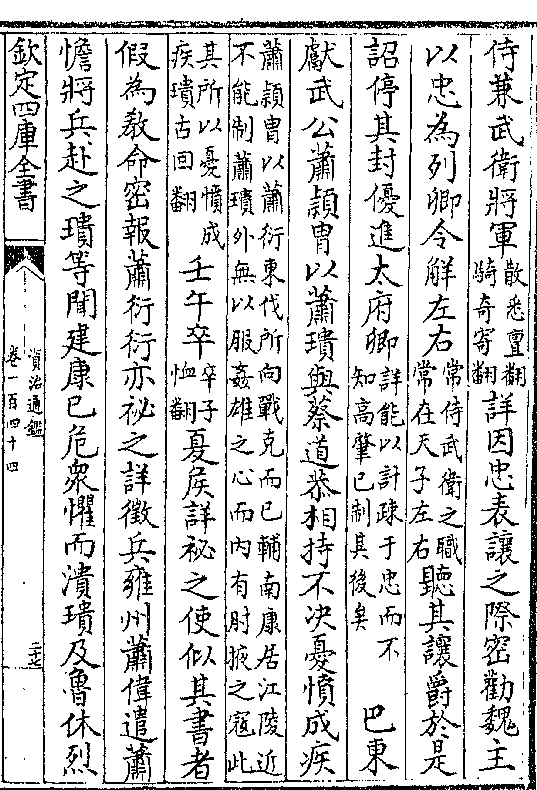 侍兼武衛將軍散悉亶翻騎奇寄翻詳因忠表讓之際密勸魏主
以忠為列卿令解左右常侍武衛之職常在天子左右聽其讓爵於是
詔停其封優進太府卿詳能以計疎于忠而不知高肇已制其後矣巴東
獻武公蕭穎胄以蕭璝與蔡道恭相持不决憂憤成疾
蕭穎胄以蕭衍東伐所向戰克而已輔南康居江陵近不能制蕭璝外無以服姦雄之心而内有肘掖之寇此
其所以憂憤成疾璝古回翻壬午卒卒子恤翻夏侯詳祕之使似其書者
假為教命密報蕭衍衍亦祕之詳徵兵雍州蕭偉遣蕭
憺將兵赴之璝等聞建康已危衆懼而潰璝及魯休烈
欽定四庫全書
資治通鑑
卷一百四十四
二十七